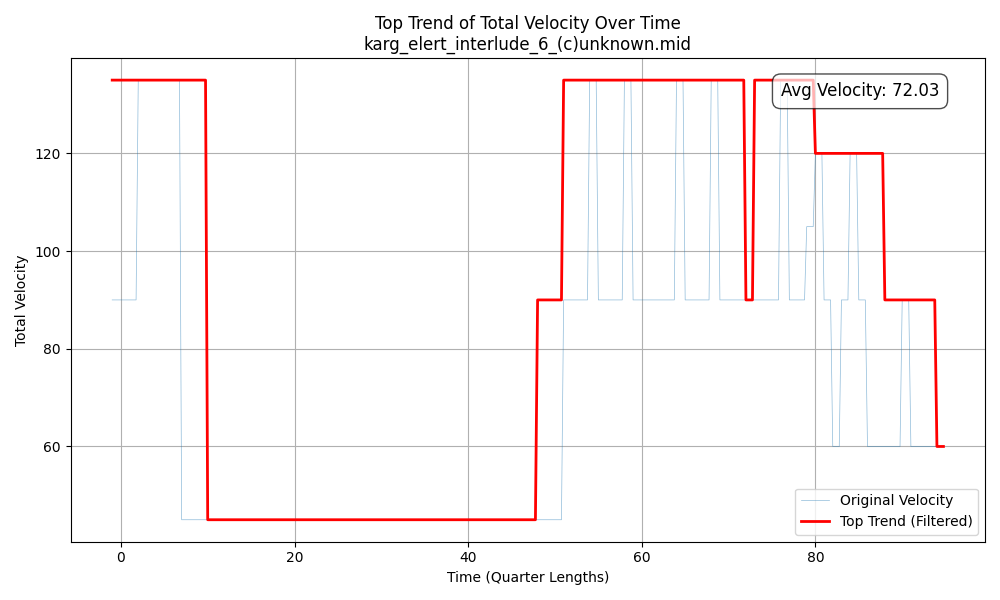 Top Trend of Total Velocity Over Time
karg_elert_interlude_6_(c)unknown.mid
Avg Velocity: 72.03
Total Velocity
120
100
80
60
Original Velocity
Top Trend (Filtered)
0 20 40 60 80
Time (Quarter Lengths)